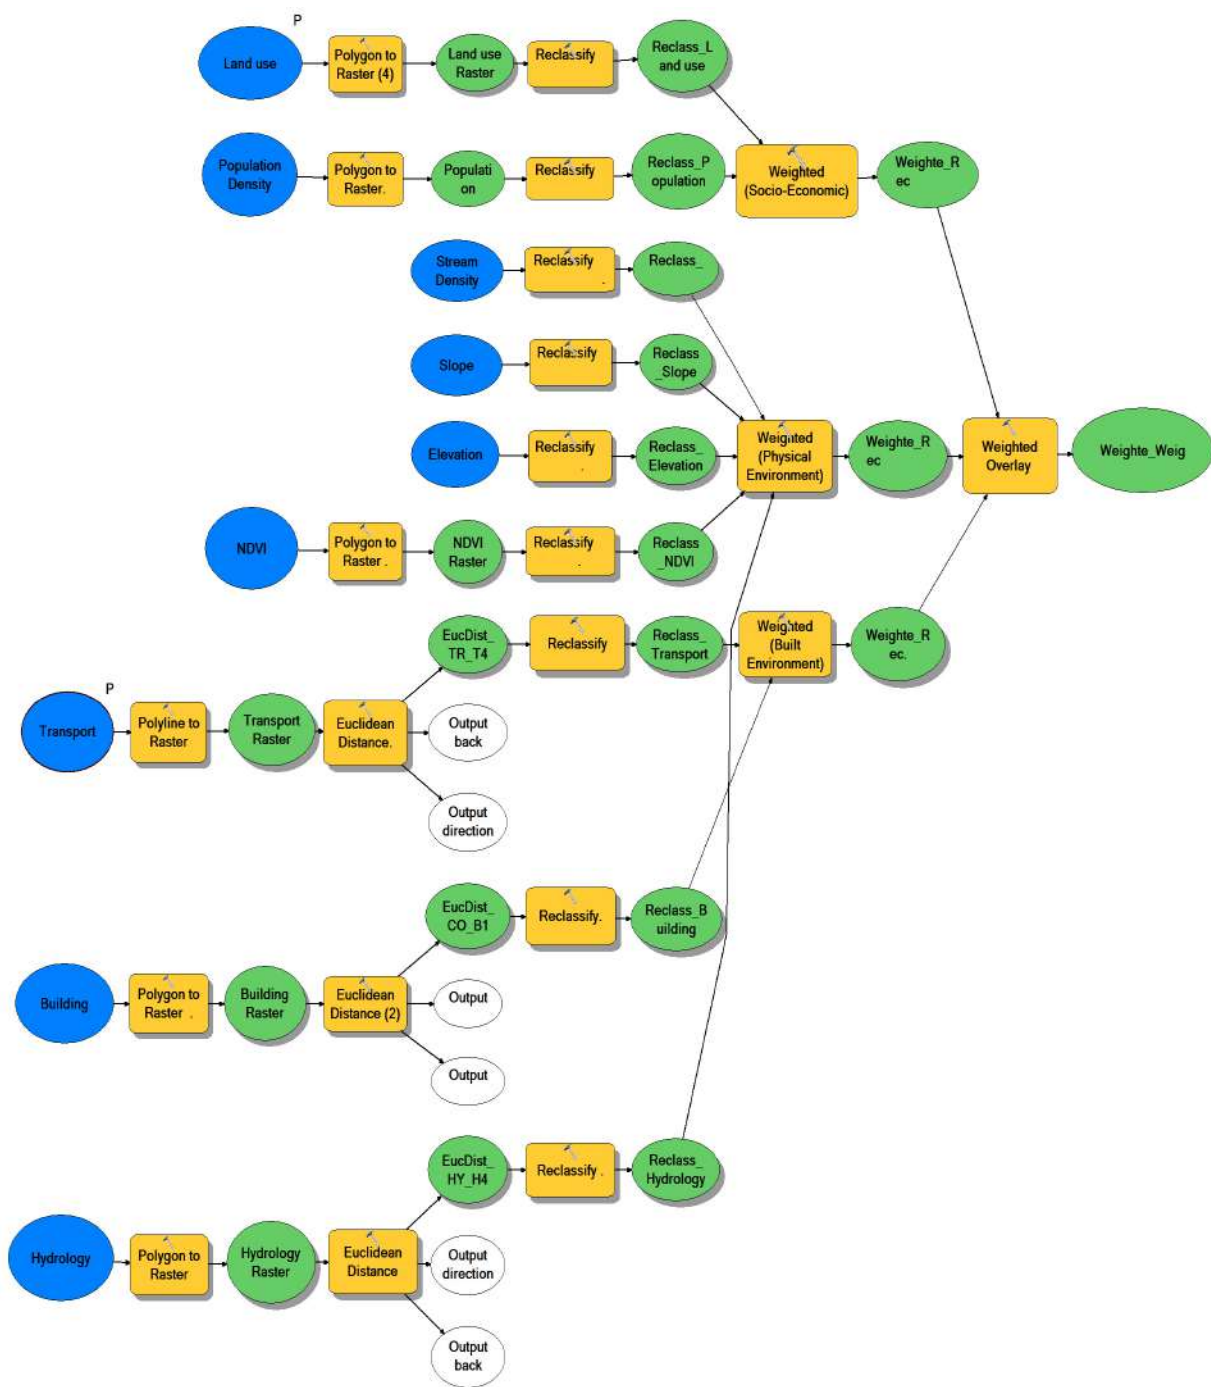 P
Land use
Polygon to
Raster (4)
Land use
Raster
Reclassify
Reclass_L
and use
Population
Density
Polygon to
Raster.
Populati
on
Reclassify
Reclass_P
opulation
Weighted
(Socio-Economic)
Weighte_R
ec
Stream
Density
Reclassify
.
Reclass_
Slope
Reclassify
Reclass
_Slope
Elevation
Reclassify
.
Reclass_
Elevation
Weighted
(Physical
Environment)
Weighte_R
ec
Weighted
Overlay
Weighte_Weig
NDVI
Polygon to
Raster .
NDVI
Raster
Reclassify
.
Reclass
_NDVI
EucDist_
TR_T4
Reclassify
Reclass_
Transport
Weighted
(Built
Environment)
Weighte_R
ec.
P
Transport
Polyline to
Raster
Transport
Raster
Euclidean
Distance.
Output
back
Output
direction
EucDist_
CO_B1
Reclassify.
Reclass_B
uilding
Building
Polygon to
Raster .
Building
Raster
Euclidean
Distance (2)
Output
Output
EucDist_
HY_H4
Reclassify .
Reclass_
Hydrology
Hydrology
Polygon to
Raster
Hydrology
Raster
Euclidean
Distance
Output
direction
Output
back